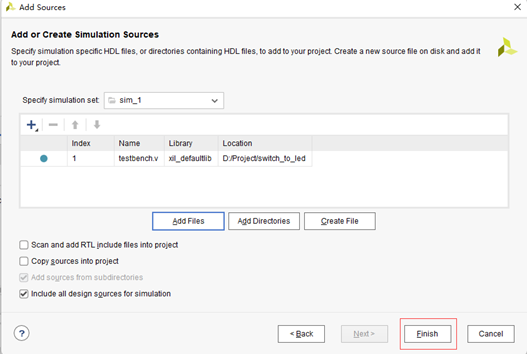 Add Sources
Add or Create Simulation Sources
Specify simulation specific HDL files, or directories containing HDL files, to add to your project. Create a new source file on disk and add it
to your project.
Specify simulation set: sim_1
Index Name Library Location
1 testbench.v xil_defaultlib D:/Project/switch_to_led
Add Files Add Directories Create File
Scan and add RTL include files into project
Copy sources into project
Add sources from subdirectories
Include all design sources for simulation
? < Back Next > Finish Cancel